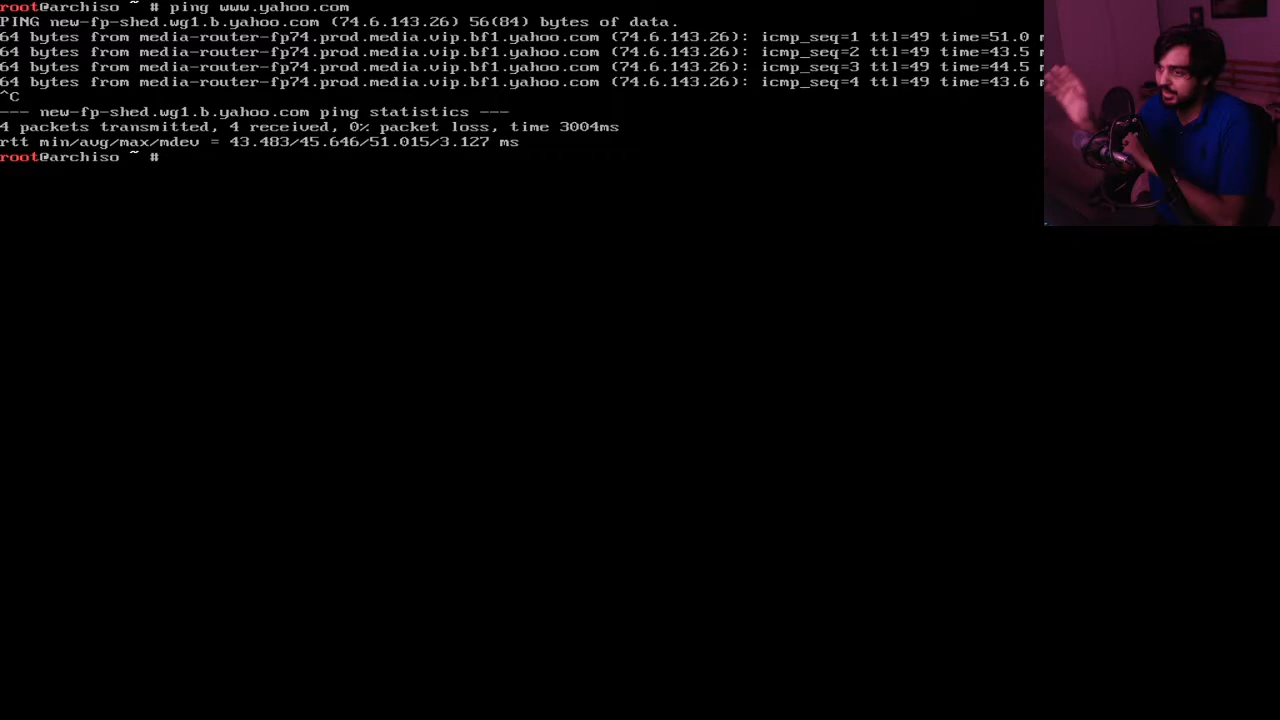 root@archiso ~ # ping www.yahoo.com
PING new-fp-shed.wg1.b.yahoo.com (74.6.143.26) 56(84) bytes of data.
64 bytes from media-router-fp74.prod.media.vip.bf1.yahoo.com (74.6.143.26): icmp_seq=1 ttl=49 time=51.0
64 bytes from media-router-fp74.prod.media.vip.bf1.yahoo.com (74.6.143.26): icmp_seq=2 ttl=49 time=43.5
64 bytes from media-router-fp74.prod.media.vip.bf1.yahoo.com (74.6.143.26): icmp_seq=3 ttl=49 time=44.5
64 bytes from media-router-fp74.prod.media.vip.bf1.yahoo.com (74.6.143.26): icmp_seq=4 ttl=49 time=43.6
^C
--- new-fp-shed.wg1.b.yahoo.com ping statistics ---
4 packets transmitted, 4 received, 0% packet loss, time 3004ms
rtt min/avg/max/mdev = 43.483/45.646/51.015/3.127 ms
root@archiso ~ #